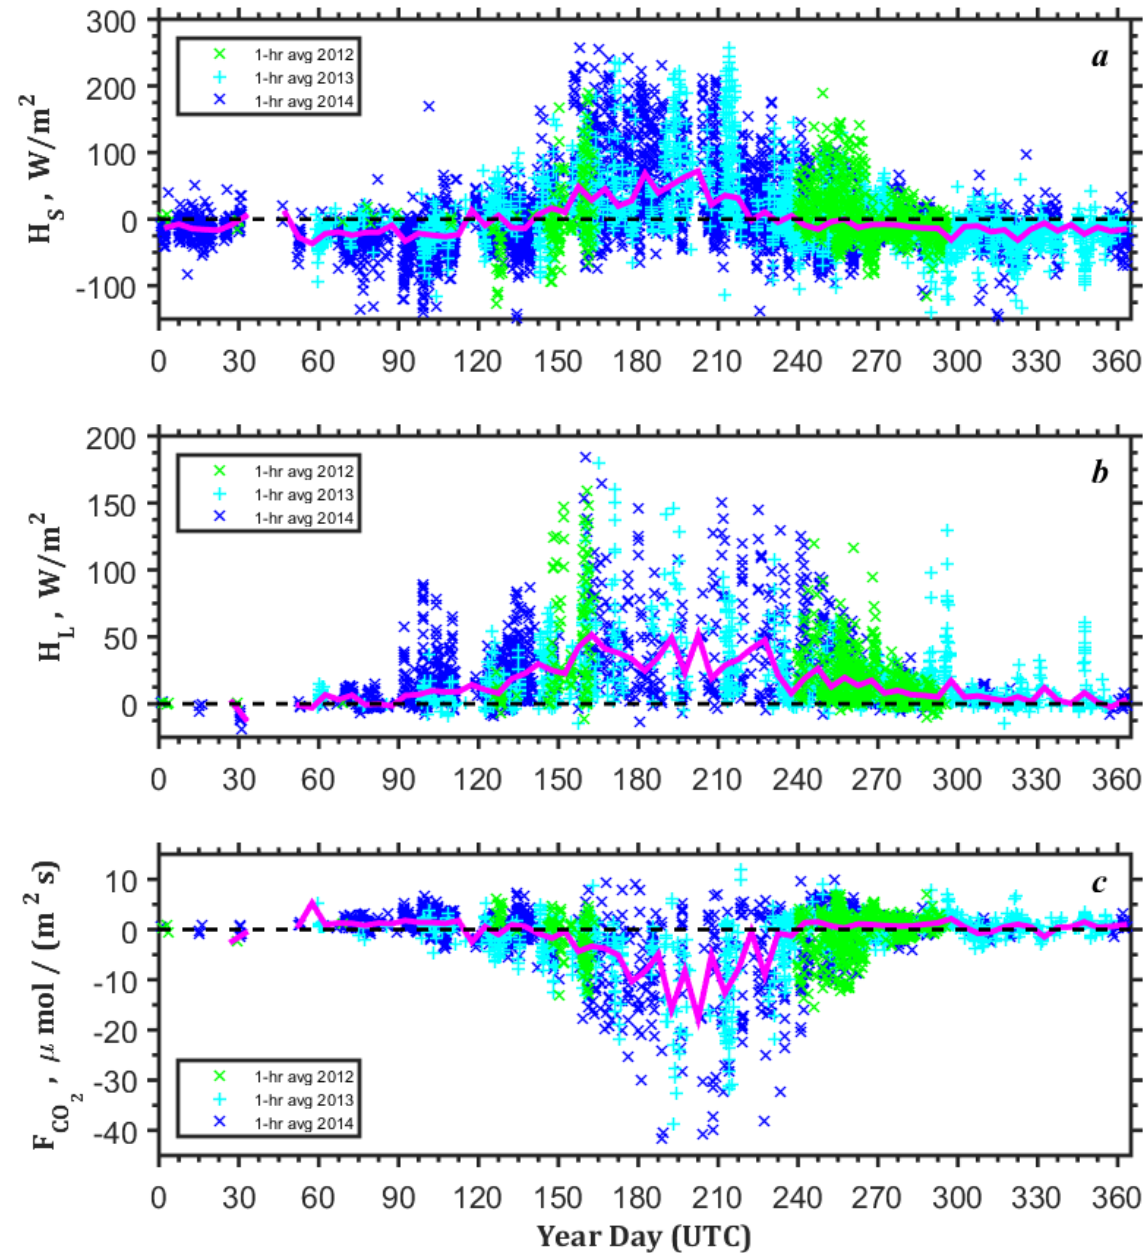 300
200
100
0
-100
H_S , W/m²
1-hr avg 2012
1-hr avg 2013
1-hr avg 2014
a
0 30 60 90 120 150 180 210 240 270 300 330 360
200
150
100
50
0
H_L , W/m²
1-hr avg 2012
1-hr avg 2013
1-hr avg 2014
b
0 30 60 90 120 150 180 210 240 270 300 330 360
10
0
-10
-20
-30
-40
F_CO₂ , μ mol / (m² s)
c
1-hr avg 2012
1-hr avg 2013
1-hr avg 2014
0 30 60 90 120 150 180 210 240 270 300 330 360
Year Day (UTC)